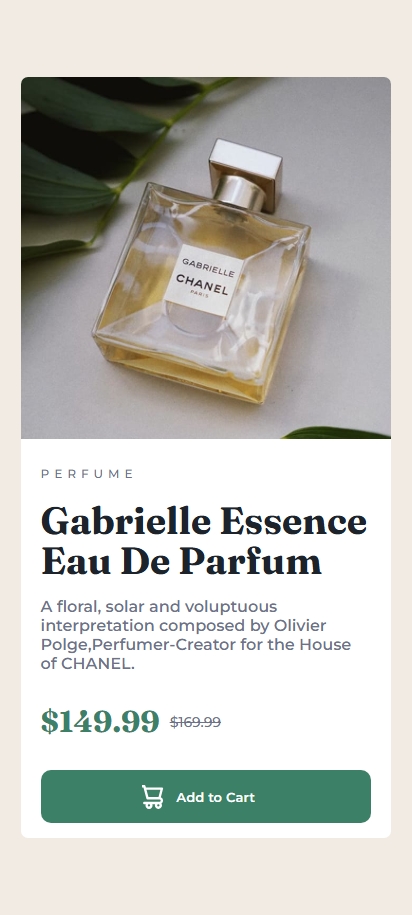 GABRIELLE
CHANEL
PARIS
PERFUME
Gabrielle Essence
Eau De Parfum
A floral, solar and voluptuous
interpretation composed by Olivier
Polge,Perfumer-Creator for the House
of CHANEL.
$149.99 $169.99
Add to Cart